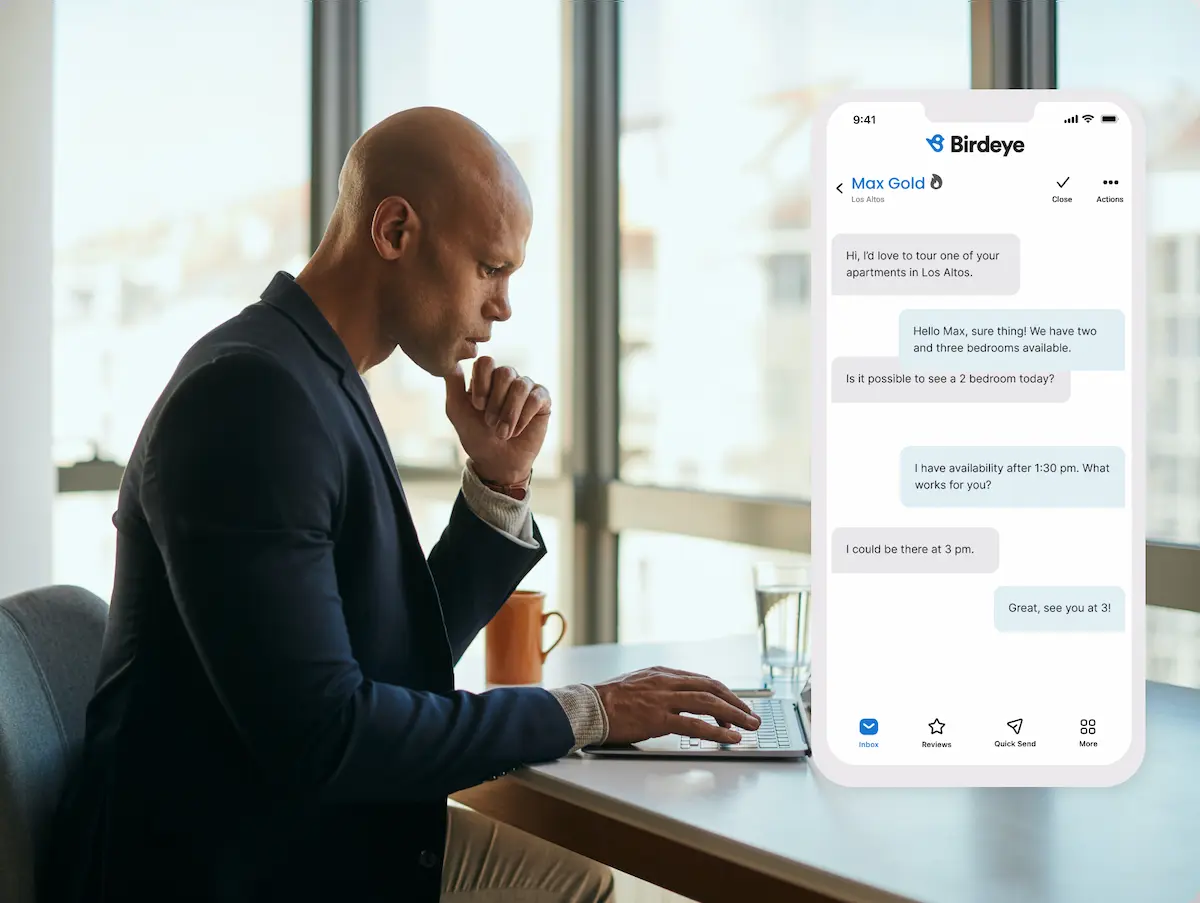 9:41
Birdeye
Max Gold
Los Altos
Close
Actions
Hi, I'd love to tour one of your
apartments in Los Altos.
Hello Max, sure thing! We have two
and three bedrooms available.
Is it possible to see a 2 bedroom today?
I have availability after 1:30 pm. What
works for you?
I could be there at 3 pm.
Great, see you at 3!
Inbox
Reviews
Quick Send
More